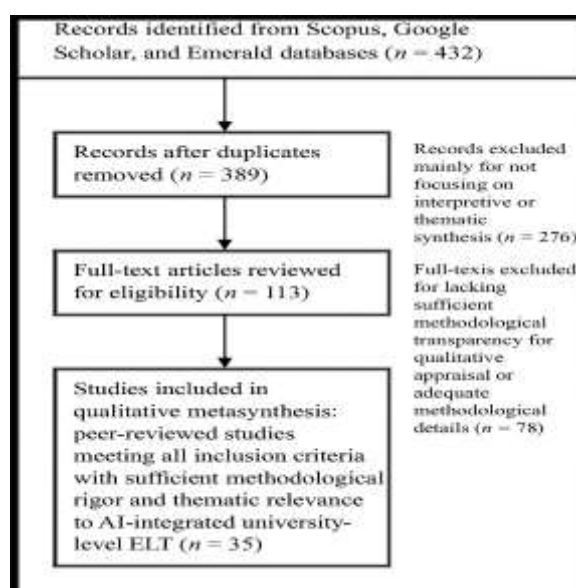 Records identified from Scopus, Google
Scholar, and Emerald databases (n = 432)
Records after duplicates
removed (n = 389)
Records excluded
mainly for not
focusing on
interpretive or
thematic
synthesis (n = 276)
Full-text articles reviewed
for eligibility (n = 113)
Full-texis excluded
for lacking
sufficient
methodological
transparency for
qualitative
appraisal or
adequate
methodological
details (n = 78)
Studies included in
qualitative metasynthesis:
peer-reviewed studies
meeting all inclusion criteria
with sufficient methodological
rigor and thematic relevance
to AI-integrated university-
level ELT (n = 35)